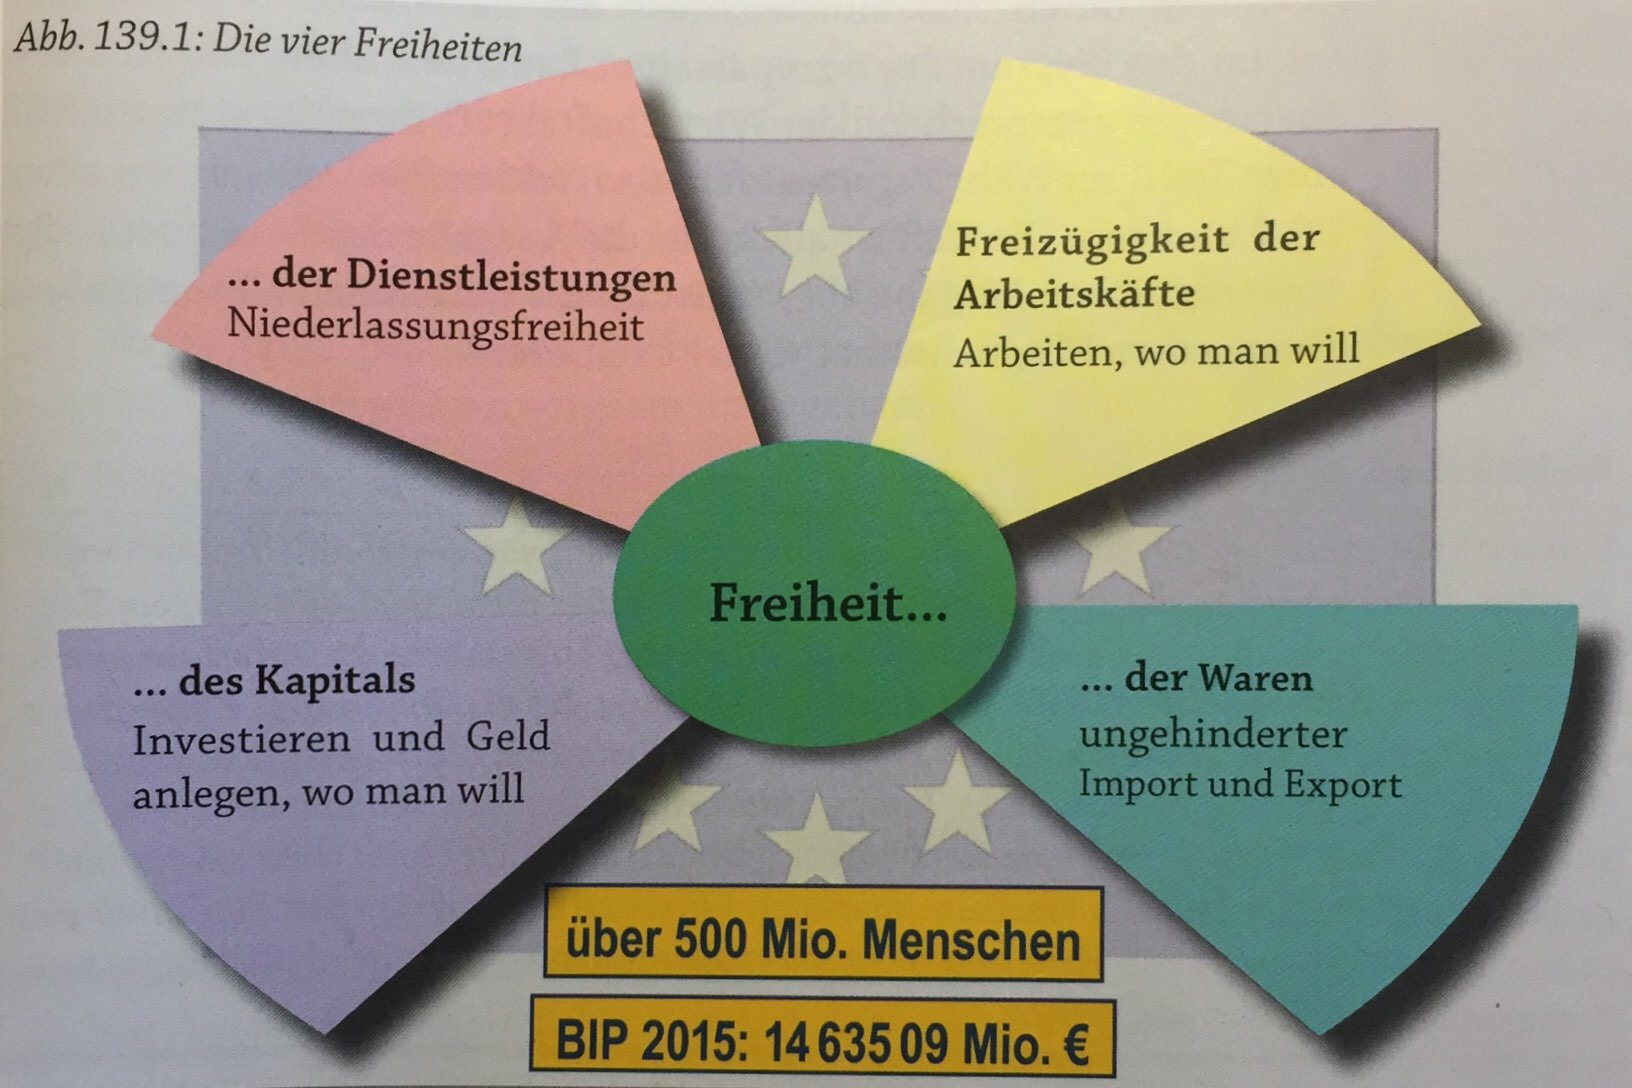 Abb. 139.1: Die vier Freiheiten
... der Dienstleistungen
Niederlassungsfreiheit
Freizügigkeit der
Arbeitskäfte
Arbeiten, wo man will
Freiheit...
... des Kapitals
Investieren und Geld
anlegen, wo man will
... der Waren
ungehinderter
Import und Export
über 500 Mio. Menschen
BIP 2015: 14 635 09 Mio. €